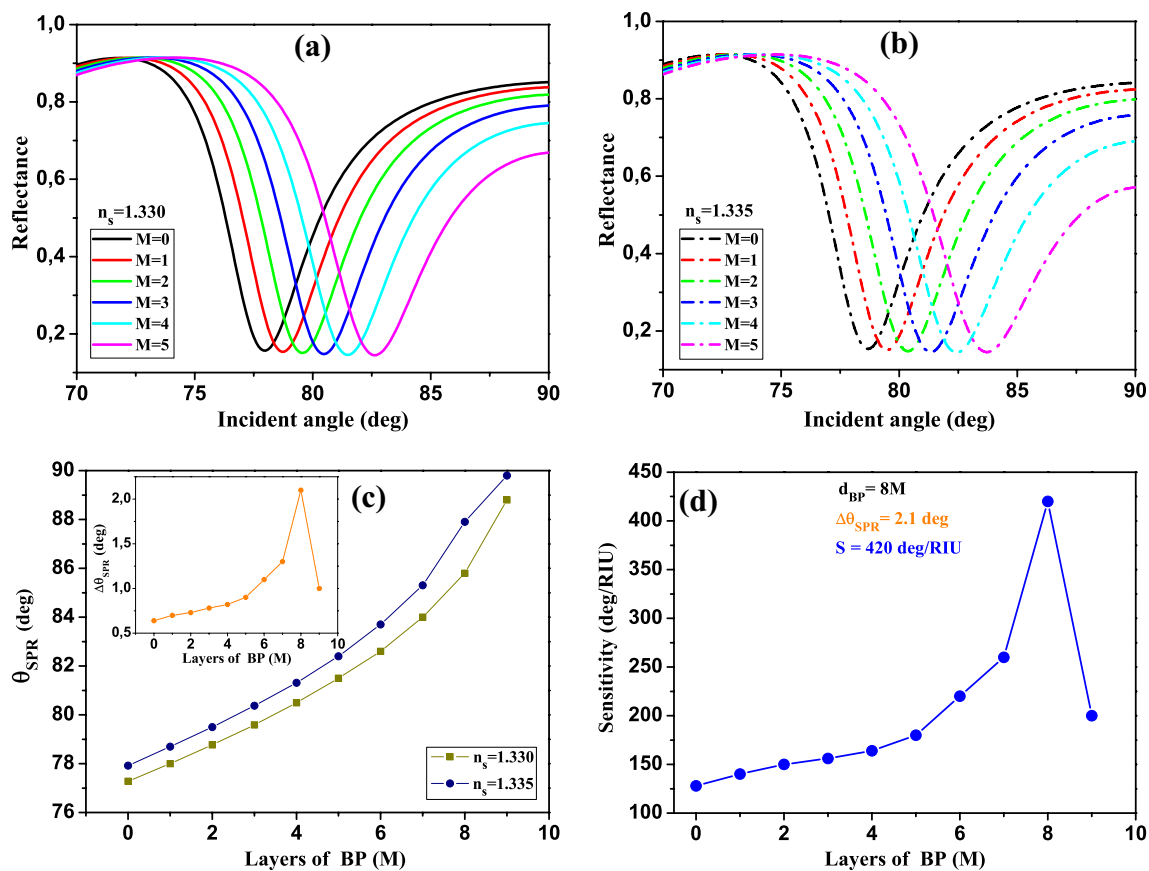 (a)
1,0
0,8
0,6
0,4
0,2
Reflectance
n_s=1.330
M=0
M=1
M=2
M=3
M=4
M=5
70 75 80 85 90
Incident angle (deg)
(b)
1,0
0,8
0,6
0,4
0,2
Reflectance
n_s=1.335
M=0
M=1
M=2
M=3
M=4
M=5
70 75 80 85 90
Incident angle (deg)
(c)
90
88
86
84
82
80
78
76
θ_SPR (deg)
2,0
1,5
1,0
0,5
Δθ_SPR (deg)
0 2 4 6 8 10
Layers of BP (M)
n_s=1.330
n_s=1.335
0 2 4 6 8 10
Layers of BP (M)
(d)
450
400
350
300
250
200
150
100
Sensitivity (deg/RIU)
d_BP= 8M
Δθ_SPR= 2.1 deg
S = 420 deg/RIU
0 2 4 6 8 10
Layers of BP (M)